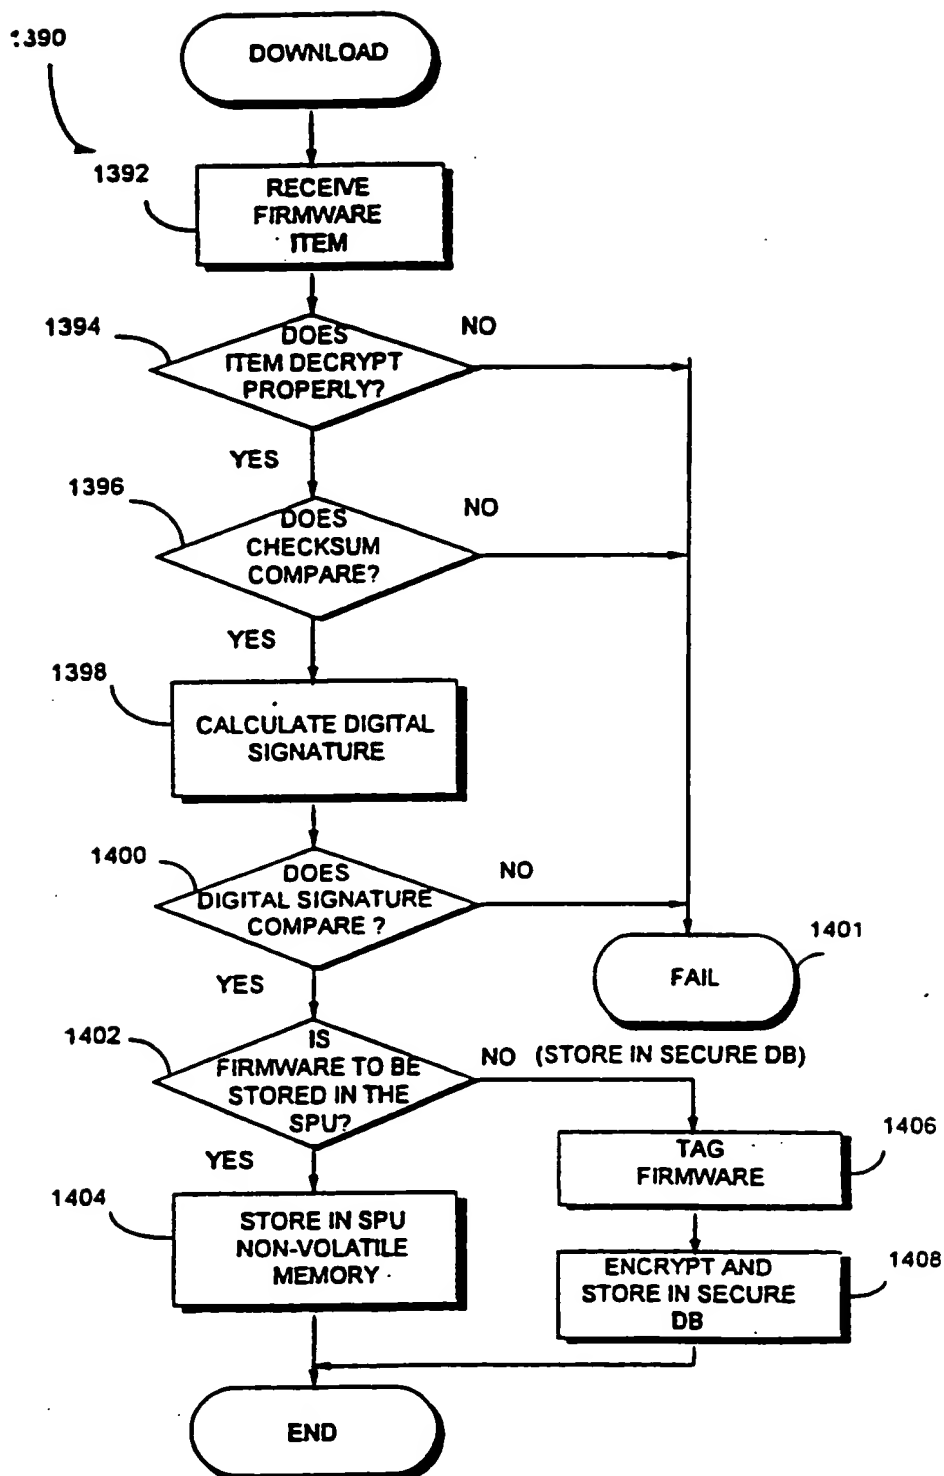 1390
DOWNLOAD
1392
RECEIVE
FIRMWARE
ITEM
1394
DOES
ITEM DECRYPT
PROPERLY?
NO
YES
1396
DOES
CHECKSUM
COMPARE?
NO
YES
1398
CALCULATE DIGITAL
SIGNATURE
1400
DOES
DIGITAL SIGNATURE
COMPARE ?
NO
1401
FAIL
YES
1402
IS
FIRMWARE TO BE
STORED IN THE
SPU?
NO (STORE IN SECURE DB)
YES
1406
TAG
FIRMWARE
1404
STORE IN SPU
NON-VOLATILE
MEMORY
1408
ENCRYPT AND
STORE IN SECURE
DB
END